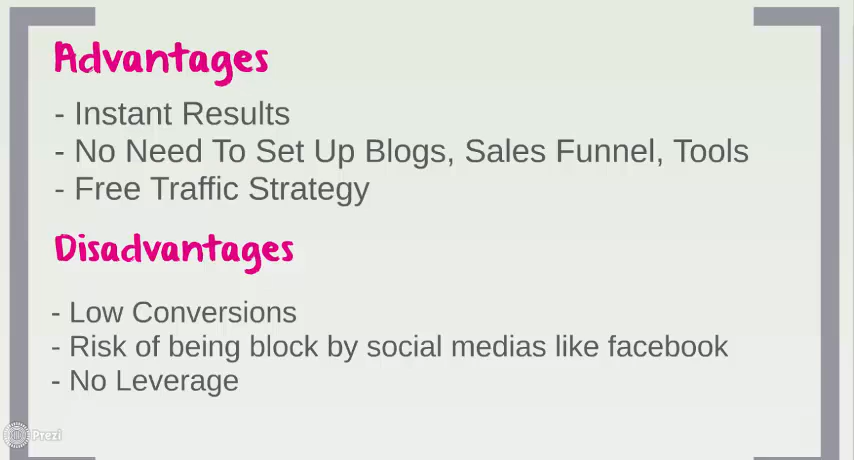 Advantages
- Instant Results
- No Need To Set Up Blogs, Sales Funnel, Tools
- Free Traffic Strategy
Disadvantages
- Low Conversions
- Risk of being block by social medias like facebook
- No Leverage
Prezi